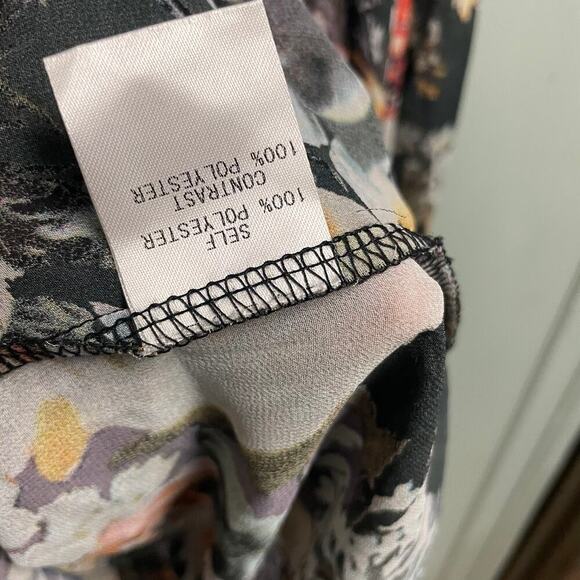 SELF
100% POLYESTER
CONTRAST
100% POLYESTER